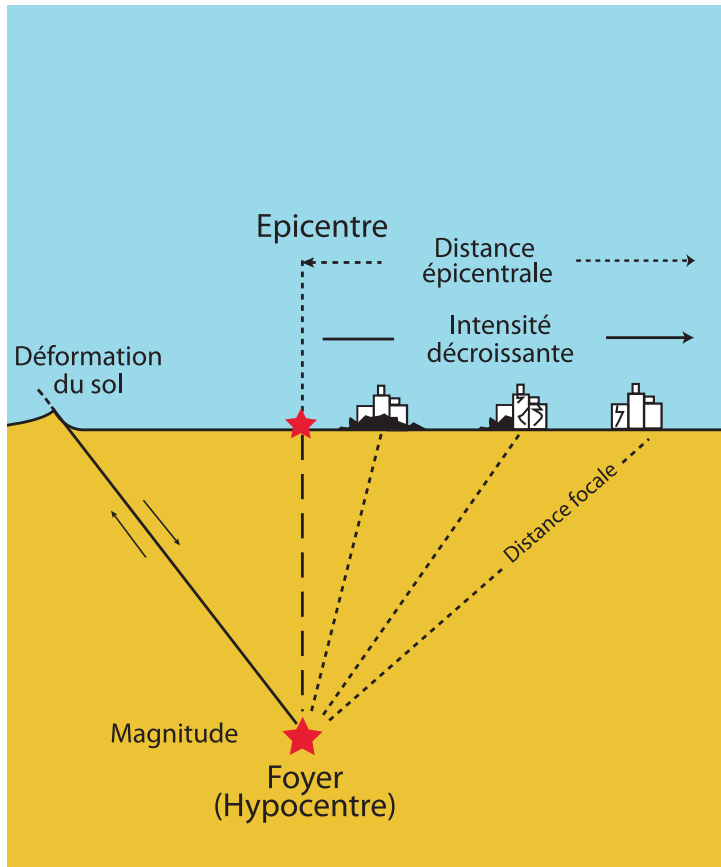 Epicentre
Distance
épicentrale
Intensité
décroissante
Déformation
du sol
Distance focale
Magnitude
Foyer
(Hypocentre)